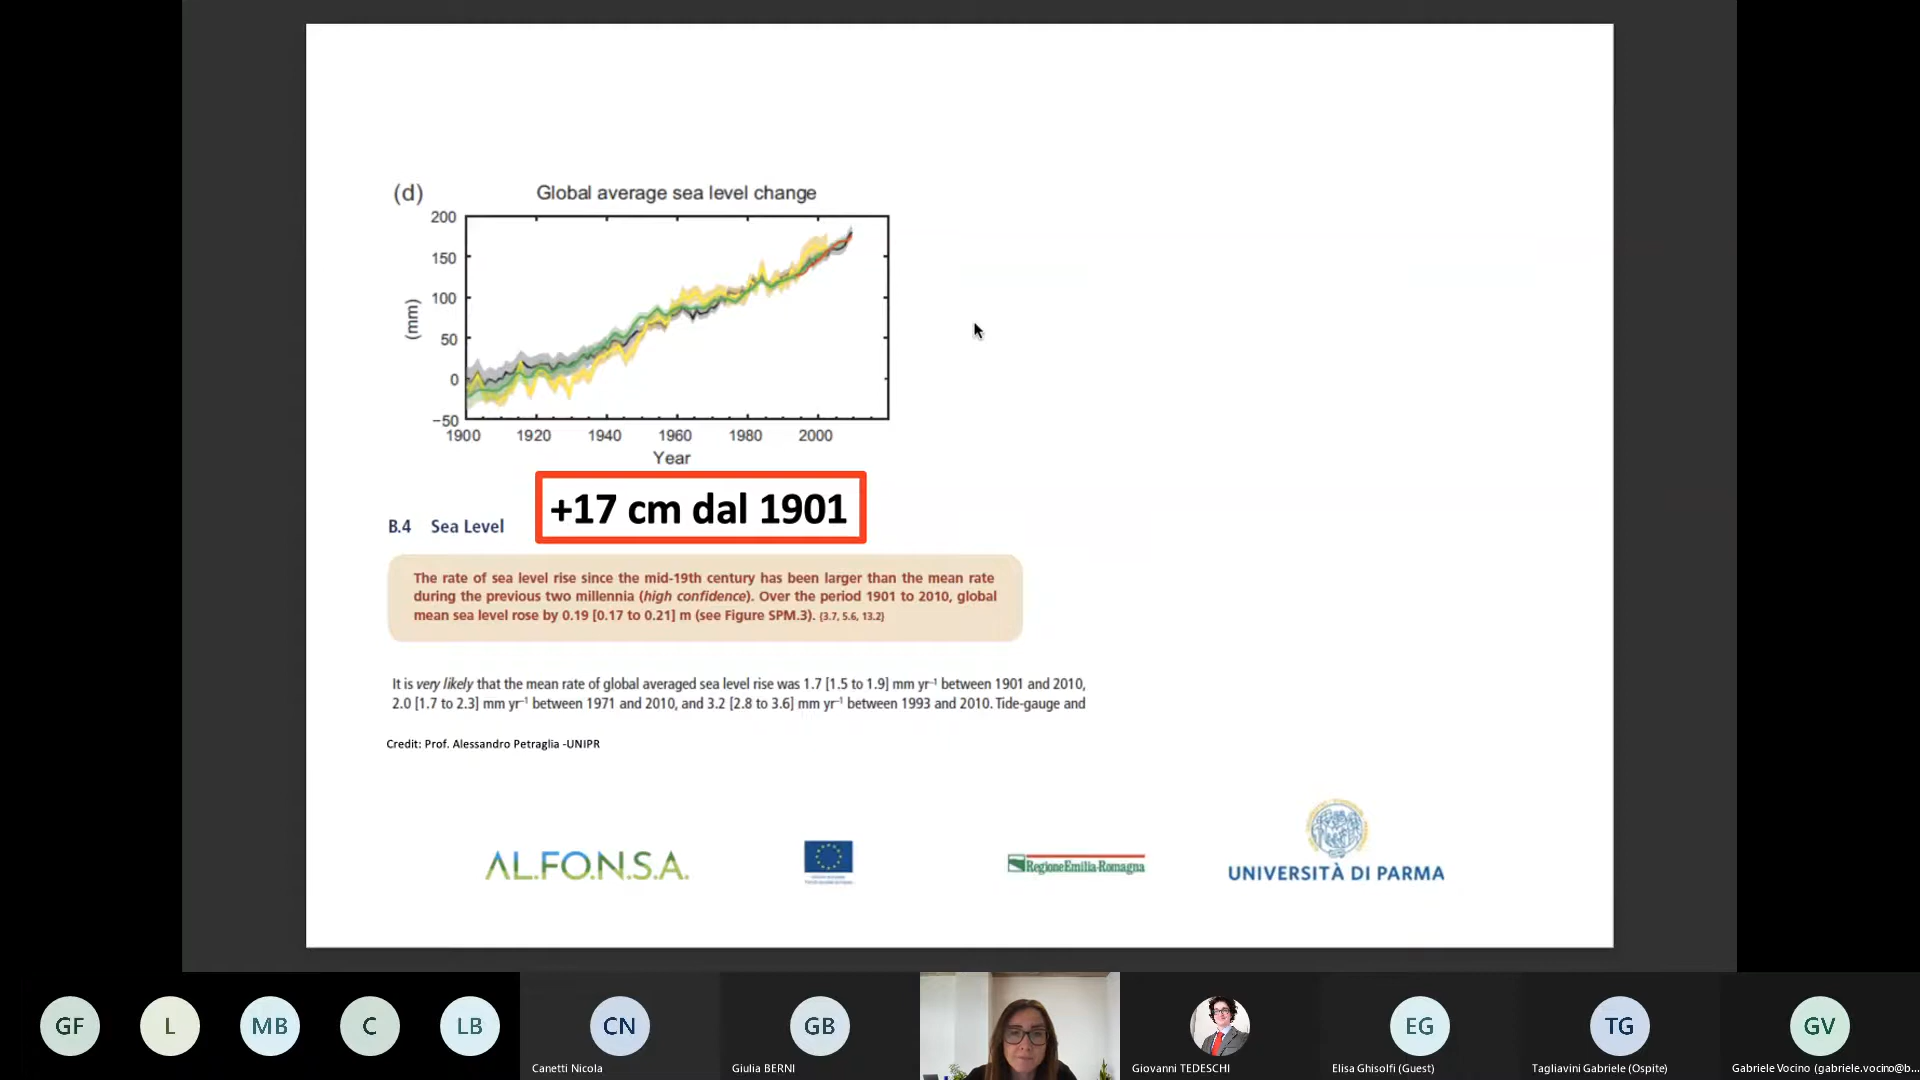 (d) Global average sea level change
200
150
100
50
0
−50
(mm)
1900 1920 1940 1960 1980 2000
Year
+17 cm dal 1901
B.4 Sea Level
The rate of sea level rise since the mid-19th century has been larger than the mean rate
during the previous two millennia (high confidence). Over the period 1901 to 2010, global
mean sea level rose by 0.19 [0.17 to 0.21] m (see Figure SPM.3). {3.7, 5.6, 13.2}
It is very likely that the mean rate of global averaged sea level rise was 1.7 [1.5 to 1.9] mm yr⁻¹ between 1901 and 2010,
2.0 [1.7 to 2.3] mm yr⁻¹ between 1971 and 2010, and 3.2 [2.8 to 3.6] mm yr⁻¹ between 1993 and 2010. Tide-gauge and
Credit: Prof. Alessandro Petraglia -UNIPR
AL.FO.N.S.A.
RegioneEmilia-Romagna
UNIVERSITÀ DI PARMA
GF L MB C LB CN GB EG TG GV
Canetti Nicola Giulia BERNI Giovanni TEDESCHI Elisa Ghisolfi (Guest) Tagliavini Gabriele (Ospite) Gabriele Vocino (gabriele.vocino@b...